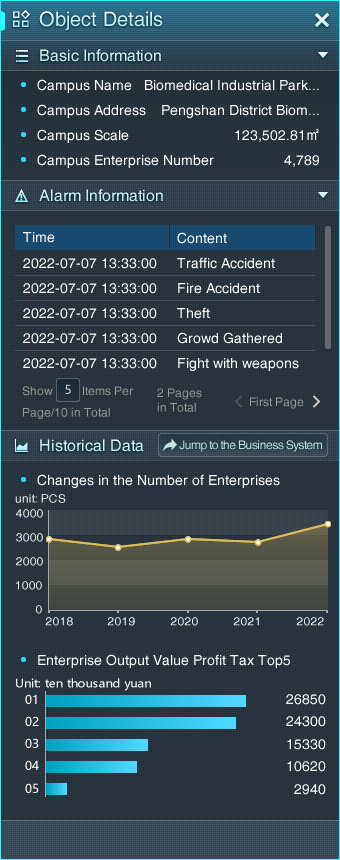 Object Details
Basic Information
Campus Name Biomedical Industrial Park...
Campus Address Pengshan District Biom...
Campus Scale 123,502.81㎡
Campus Enterprise Number 4,789
Alarm Information
Time Content
2022-07-07 13:33:00 Traffic Accident
2022-07-07 13:33:00 Fire Accident
2022-07-07 13:33:00 Theft
2022-07-07 13:33:00 Growd Gathered
2022-07-07 13:33:00 Fight with weapons
Show 5 Items Per
Page/10 in Total
2 Pages
in Total
First Page
Historical Data Jump to the Business System
Changes in the Number of Enterprises
unit: PCS
4000
3000
2000
1000
0
2018 2019 2020 2021 2022
Enterprise Output Value Profit Tax Top5
Unit: ten thousand yuan
01 26850
02 24300
03 15330
04 10620
05 2940